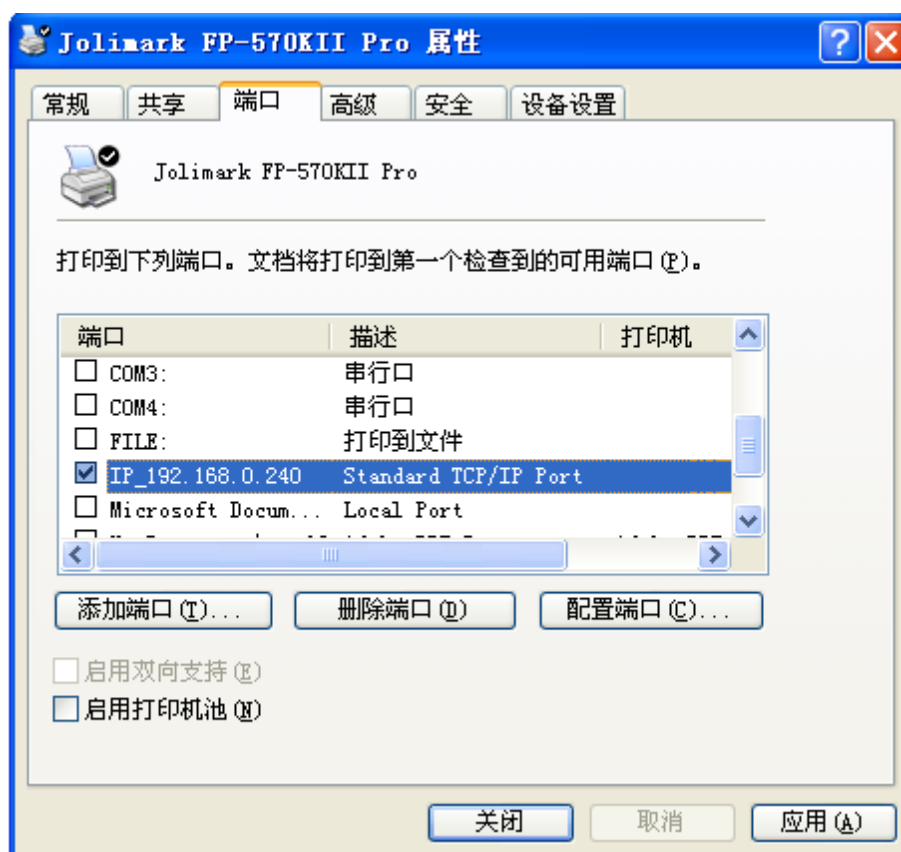 Jolimark FP-570KII Pro 属性
常规 共享 端口 高级 安全 设备设置
Jolimark FP-570KII Pro
打印到下列端口。文档将打印到第一个检查到的可用端口(P)。
端口 描述 打印机
COM3: 串行口
COM4: 串行口
FILE: 打印到文件
IP_192.168.0.240 Standard TCP/IP Port
Microsoft Docum... Local Port
添加端口(T)... 删除端口(D) 配置端口(C)...
启用双向支持(E)
启用打印机池(N)
关闭 取消 应用(A)